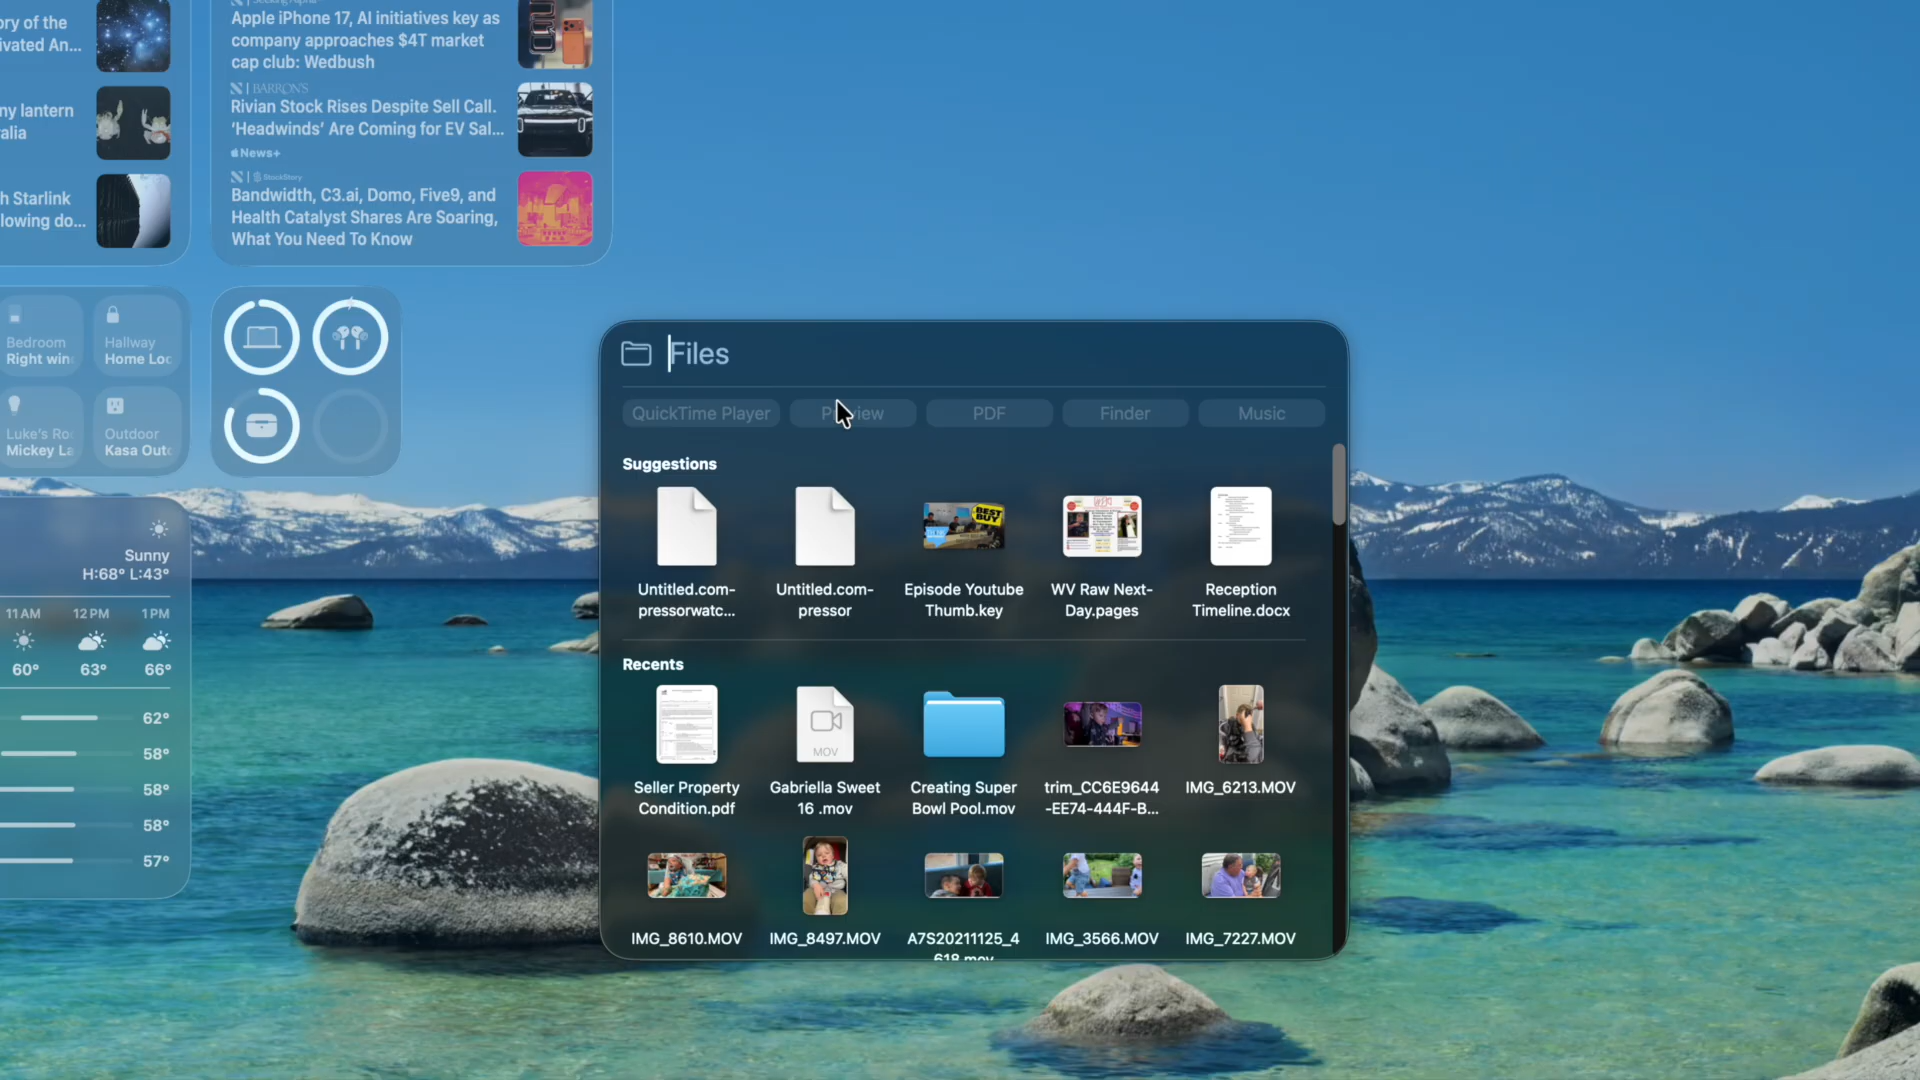 ory of the
ivated An...
ny lantern
alia
h Starlink
lowing do...
Apple iPhone 17, AI initiatives key as
company approaches $4T market
cap club: Wedbush
BARRON'S
Rivian Stock Rises Despite Sell Call.
‘Headwinds’ Are Coming for EV Sal...
News+
StockStory
Bandwidth, C3.ai, Domo, Five9, and
Health Catalyst Shares Are Soaring,
What You Need To Know
Bedroom
Right win
Hallway
Home Loc
Luke's Ro
Mickey La
Outdoor
Kasa Outo
Sunny
H:68° L:43°
11 AM 12 PM 1 PM
60° 63° 66°
62°
58°
58°
58°
57°
Files
QuickTime Player
PDF
Finder
Music
Suggestions
BEST
BUY
Untitled.com-
pressorwatc...
Untitled.com-
pressor
Episode Youtube
Thumb.key
WV Raw Next-
Day.pages
Reception
Timeline.docx
Recents
MOV
Seller Property
Condition.pdf
Gabriella Sweet
16 .mov
Creating Super
Bowl Pool.mov
trim_CC6E9644
-EE74-444F-B...
IMG_6213.MOV
IMG_8610.MOV
IMG_8497.MOV
A7S20211125_4
618.mov
IMG_3566.MOV
IMG_7227.MOV